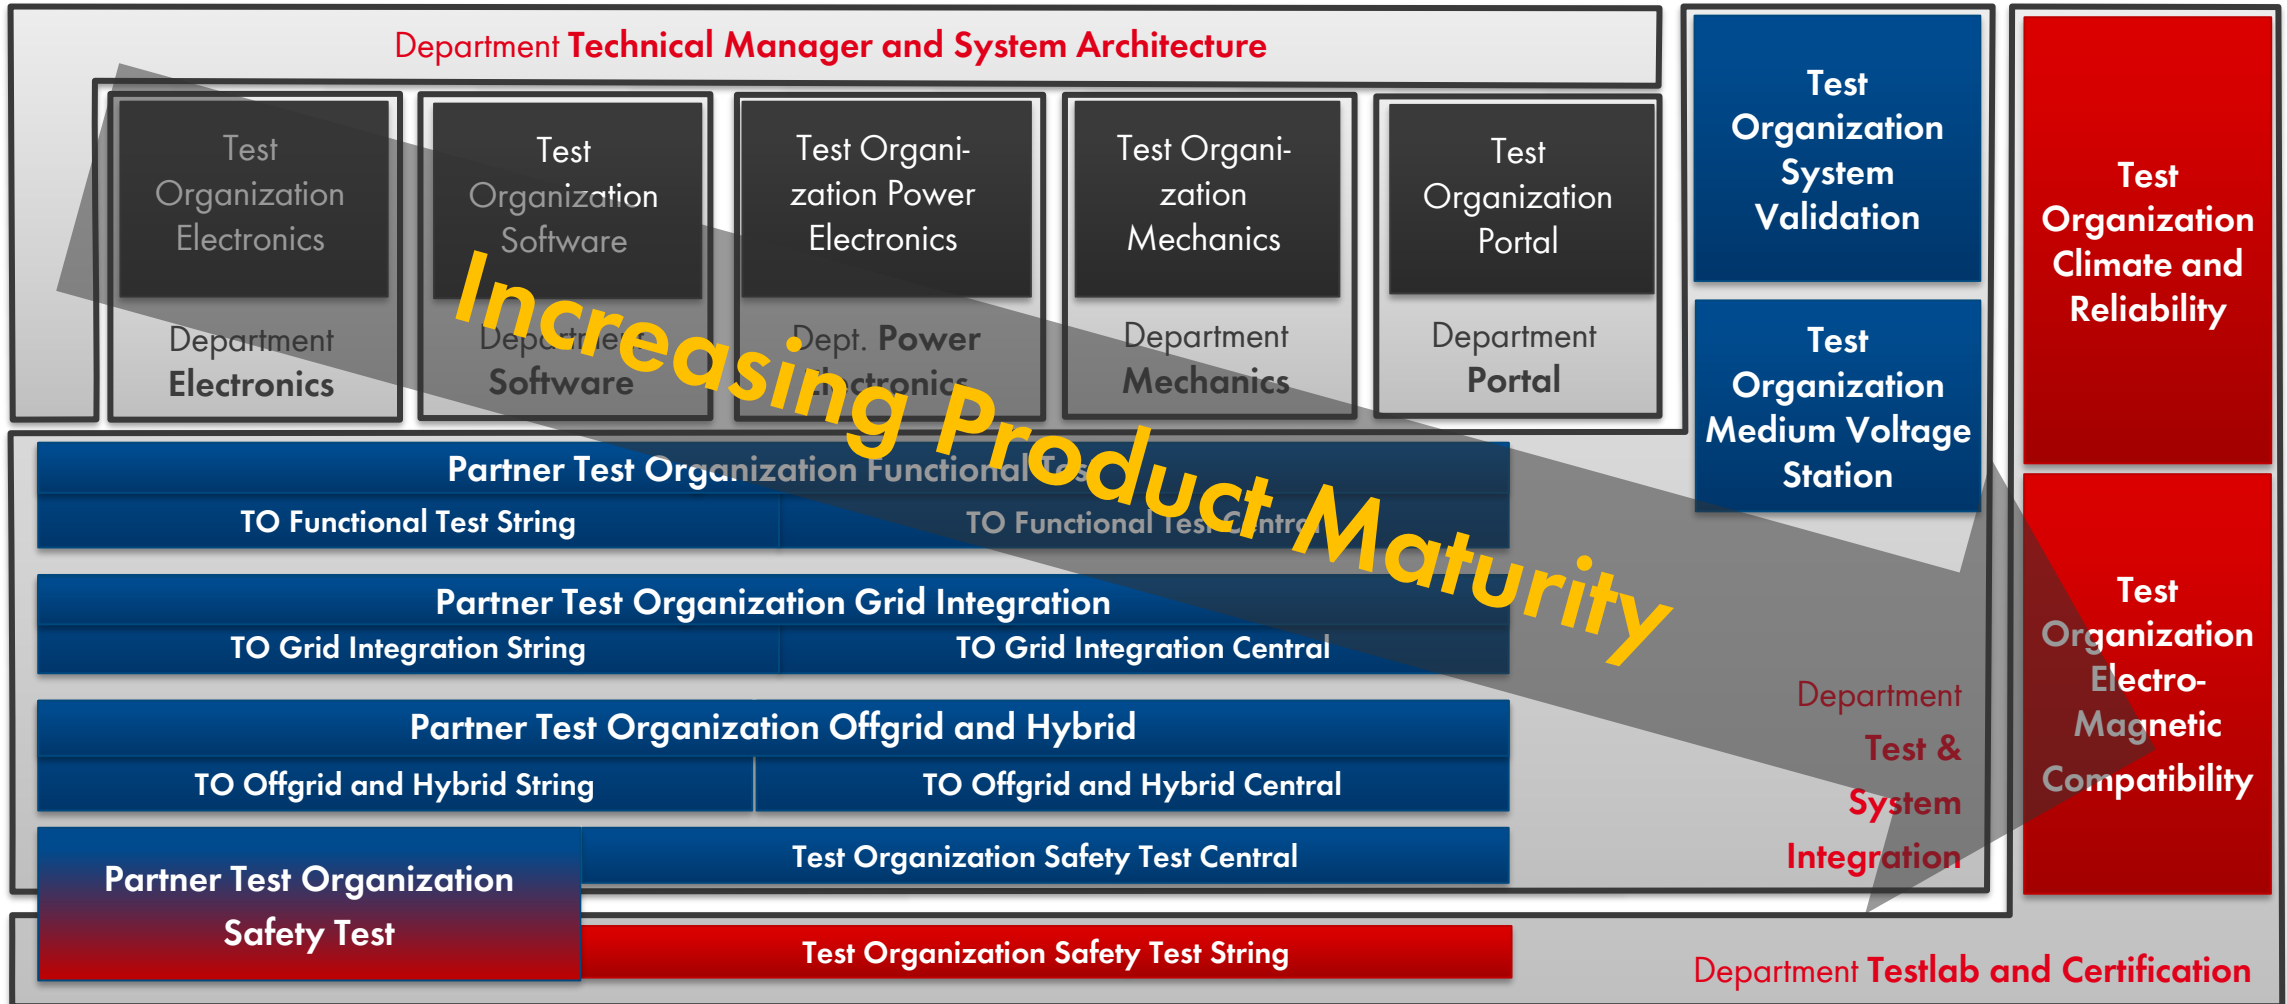 Department Technical Manager and System Architecture
Test
Organization
Electronics
Department
Electronics
Test
Organization
Software
Department
Software
Test Organi-
zation Power
Electronics
Dept. Power
Electronics
Test Organi-
zation
Mechanics
Department
Mechanics
Test
Organization
Portal
Department
Portal
Test
Organization
System
Validation
Test
Organization
Medium Voltage
Station
Test
Organization
Climate and
Reliability
Test
Organization
Electro-
Magnetic
Compatibility
Increasing Product Maturity
Partner Test Organization Functional Test
TO Functional Test String
TO Functional Test Central
Partner Test Organization Grid Integration
TO Grid Integration String
TO Grid Integration Central
Partner Test Organization Offgrid and Hybrid
TO Offgrid and Hybrid String
TO Offgrid and Hybrid Central
Partner Test Organization
Safety Test
Test Organization Safety Test Central
Test Organization Safety Test String
Department
Test &
System
Integration
Department Testlab and Certification